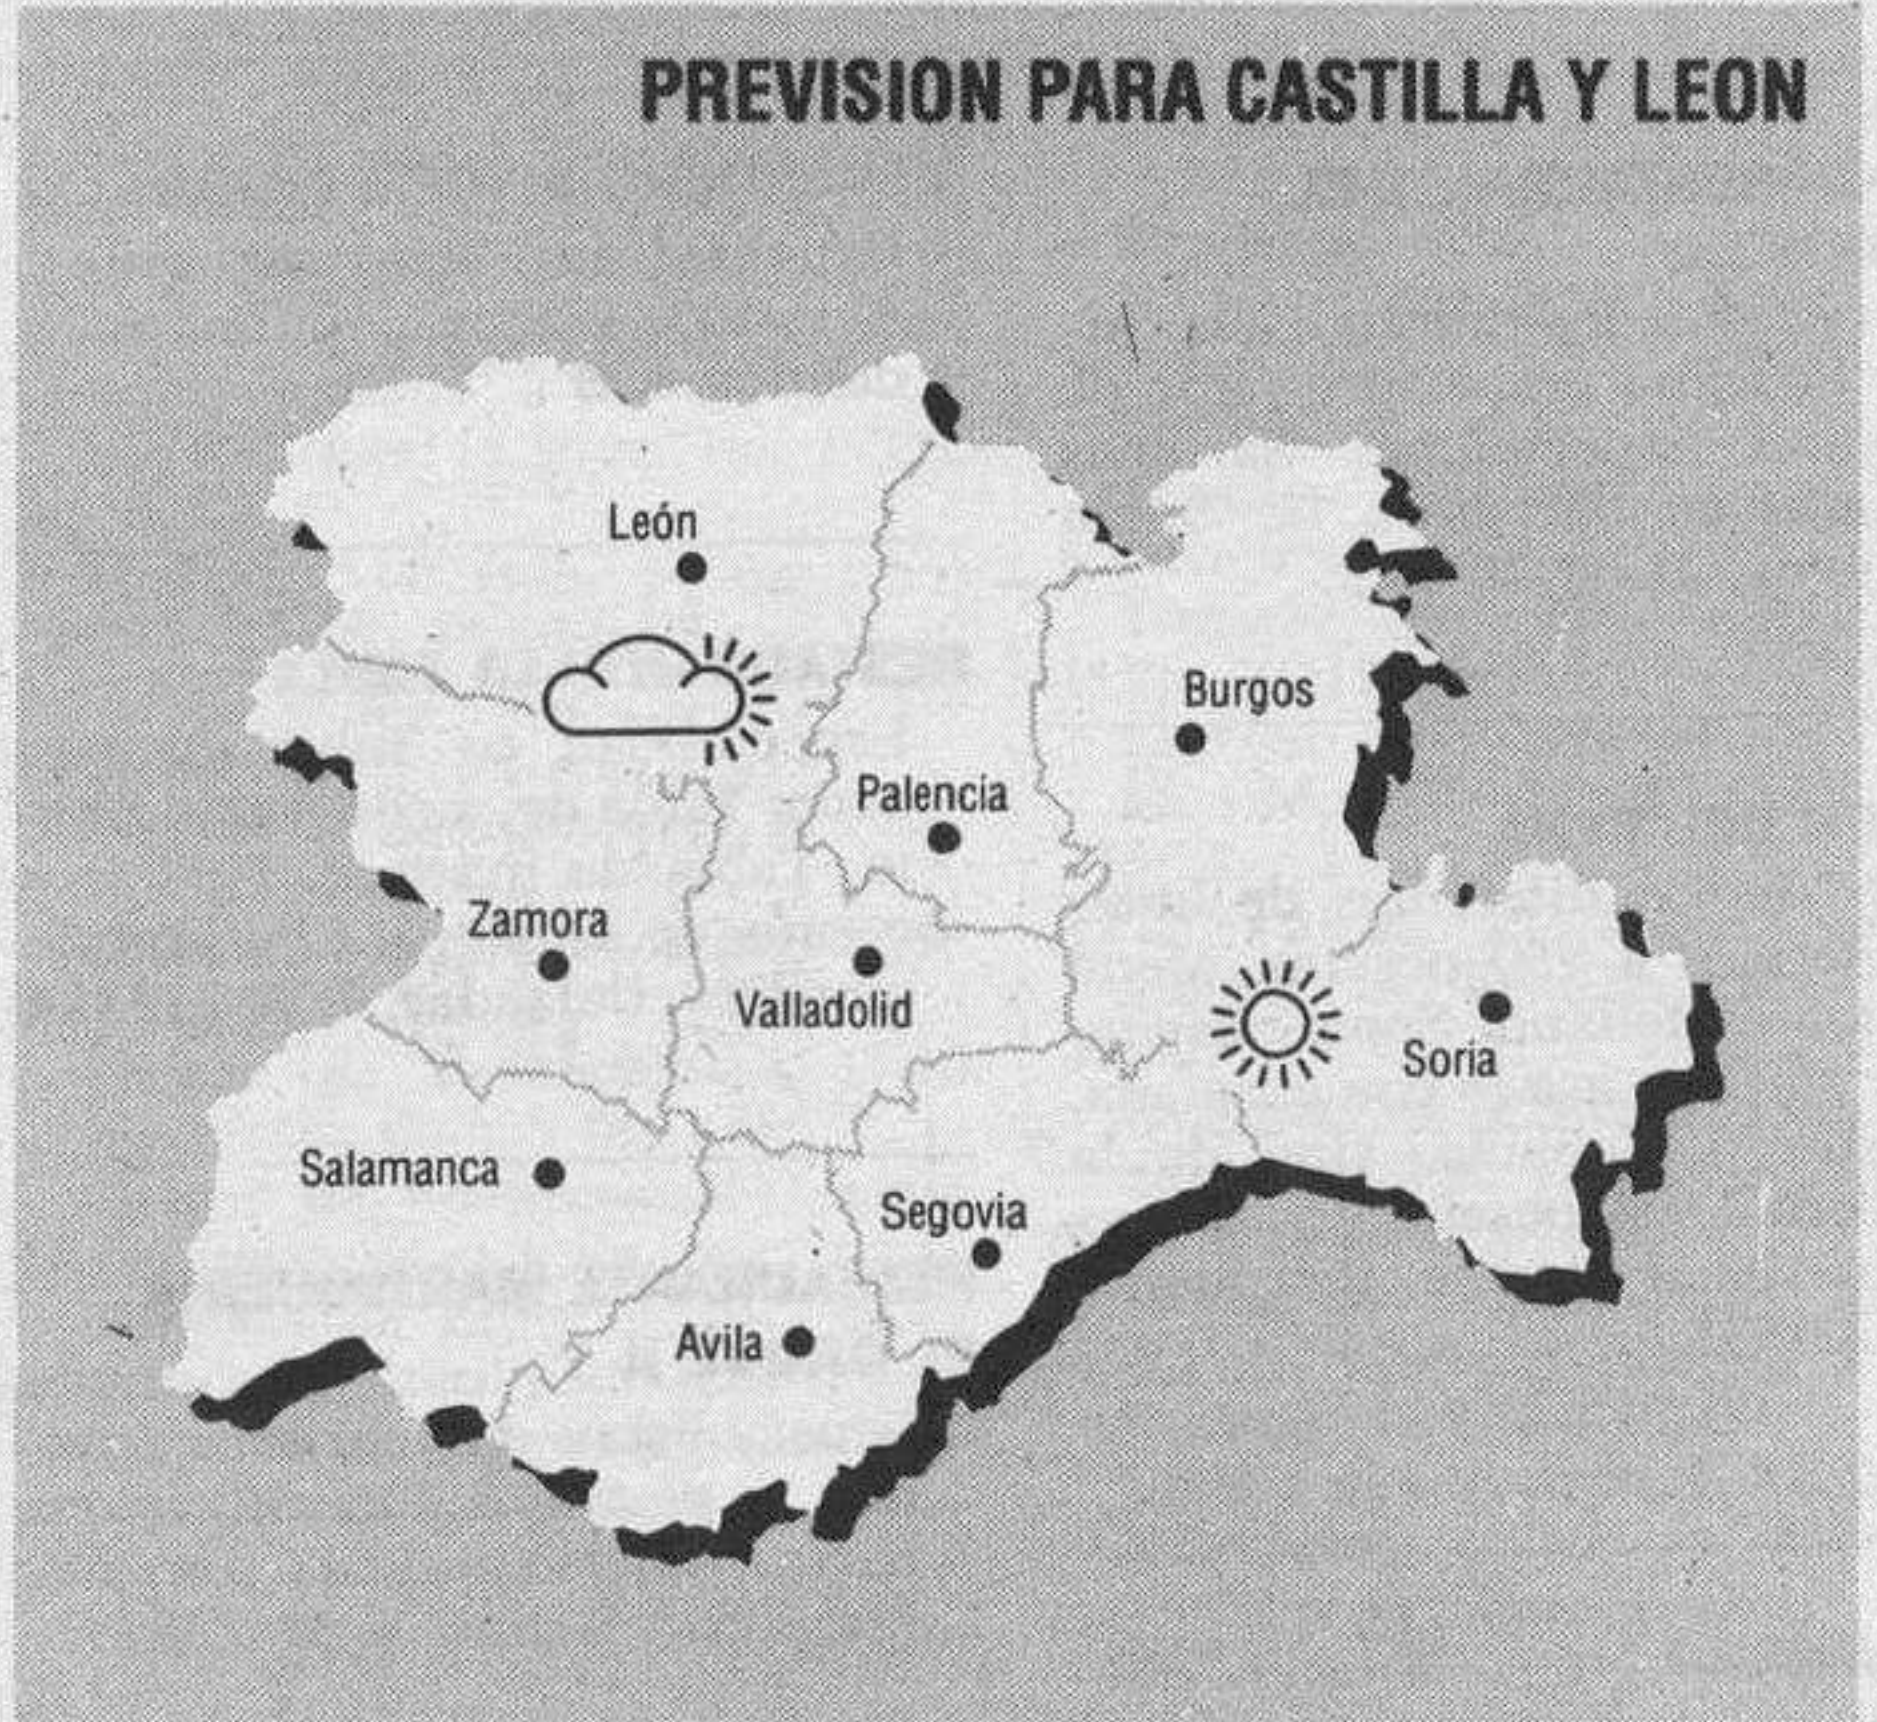 PREVISION PARA CASTILLA Y LEON
León
Burgos
Palencia
Zamora
Valladolid
Soria
Salamanca
Segovia
Avila